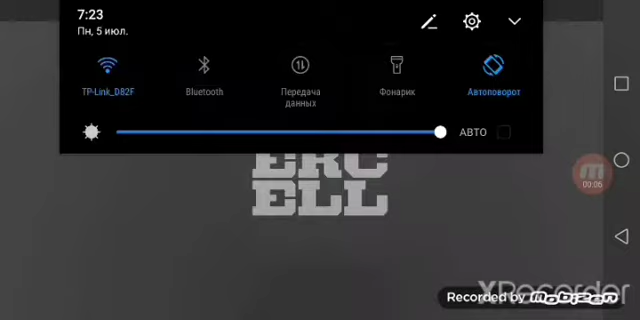 7:23
Пн, 5 июл.
TP-Link_D82F
Bluetooth
Передача
данных
Фонарик
Автоповорот
АВТО
ERC
ELL
00:06
XRecorder
Recorded by MOBIZEN